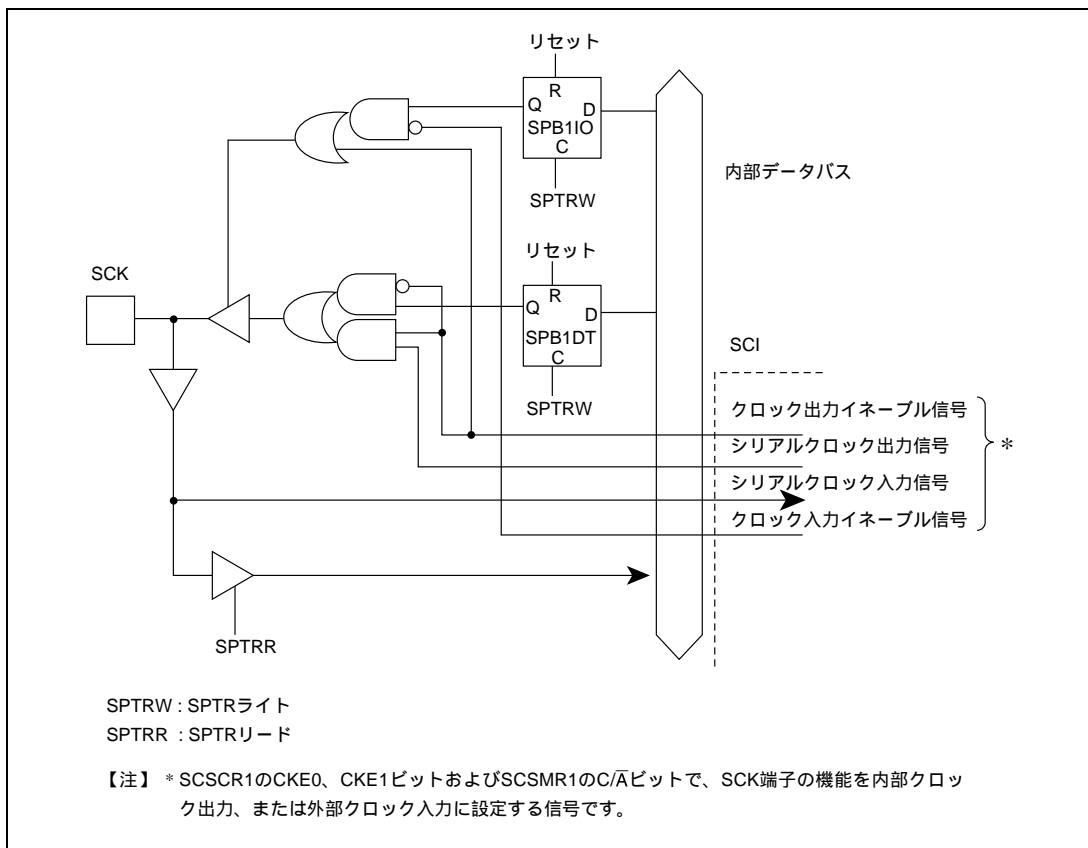 リセット
R
Q
D
SPB1IO
C
SPTRW
内部データバス
リセット
SCK
R
Q
D
SPB1DT
C
SPTRW
SCI
クロック出力イネーブル信号
シリアルクロック出力信号
*
シリアルクロック入力信号
クロック入力イネーブル信号
SPTRR
SPTRW : SPTRライト
SPTRR : SPTRリード
【注】 * SCSCR1のCKE0、CKE1ビットおよびSCSMR1のC/A̅ビットで、SCK端子の機能を内部クロッ
ク出力、または外部クロック入力に設定する信号です。